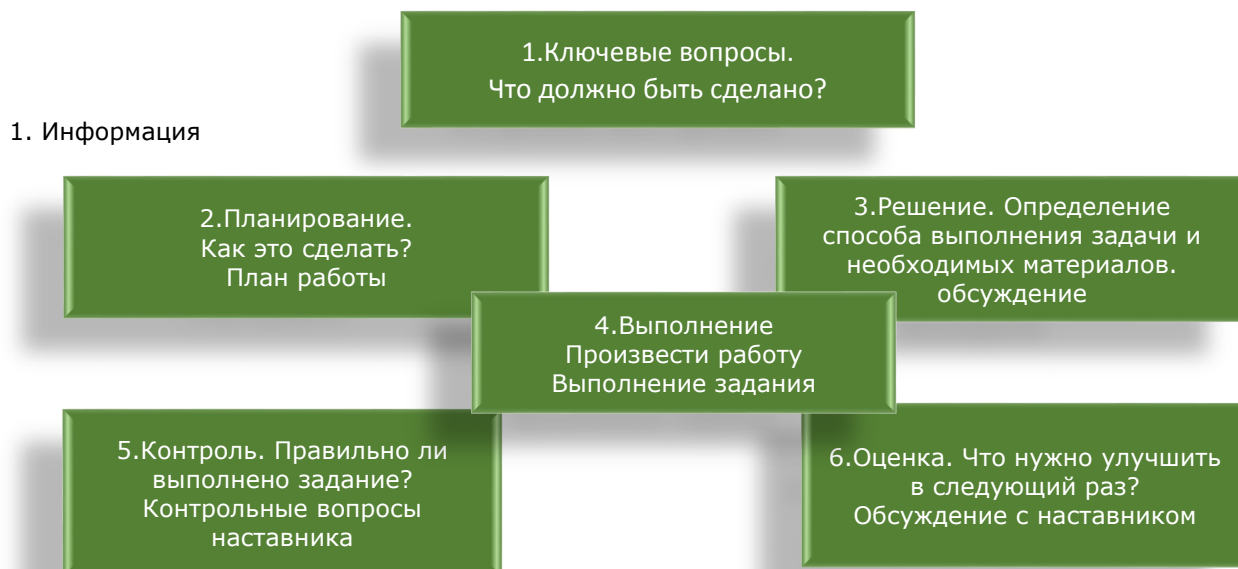 1.Ключевые вопросы.
Что должно быть сделано?
1. Информация
2.Планирование.
Как это сделать?
План работы
3.Решение. Определение
способа выполнения задачи и
необходимых материалов.
обсуждение
4.Выполнение
Произвести работу
Выполнение задания
5.Контроль. Правильно ли
выполнено задание?
Контрольные вопросы
наставника
6.Оценка. Что нужно улучшить
в следующий раз?
Обсуждение с наставником